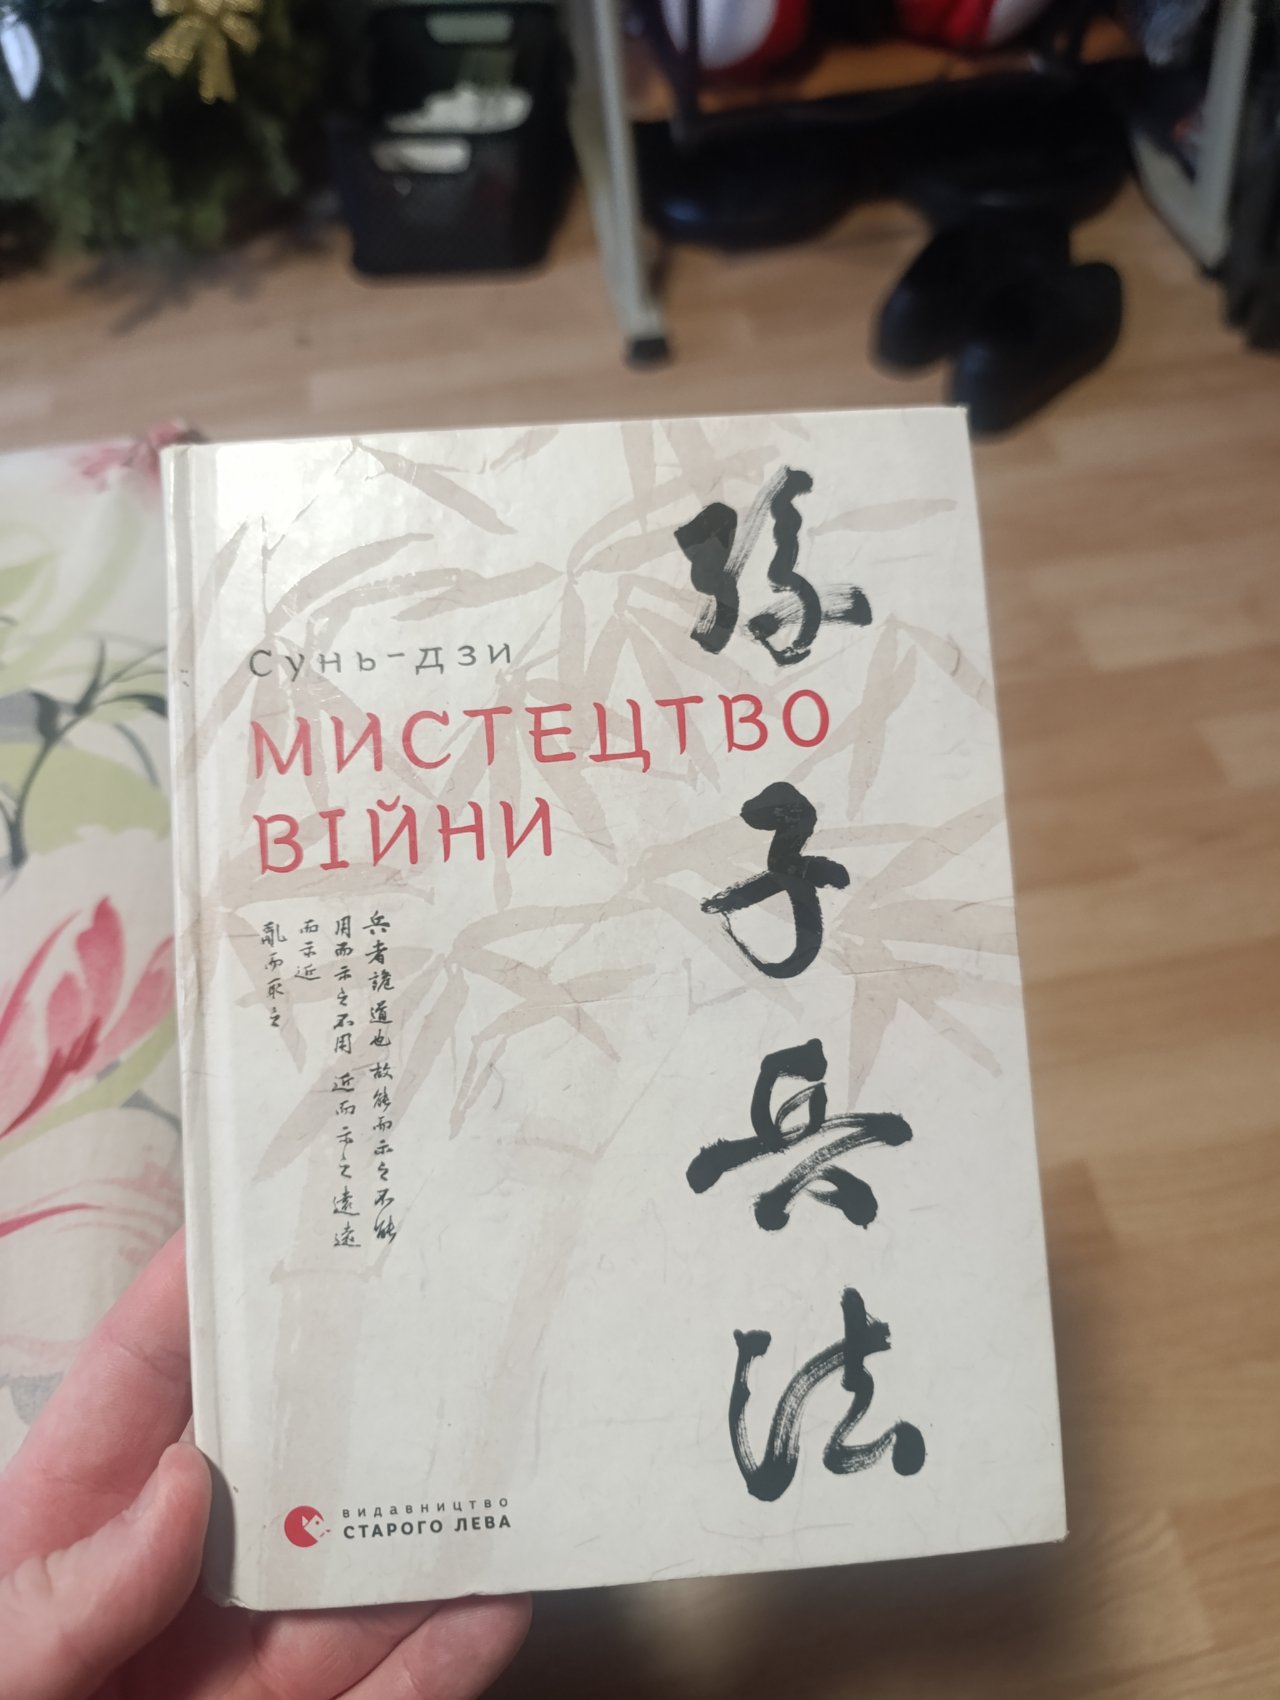 Сунь-дзи
МИСТЕЦТВО
ВІЙНИ
孫子兵法
兵者詭道也故能而示之不能
用而示之不用 近而示之遠遠
而示近
亂而取之
видавництво
СТАРОГО ЛЕВА